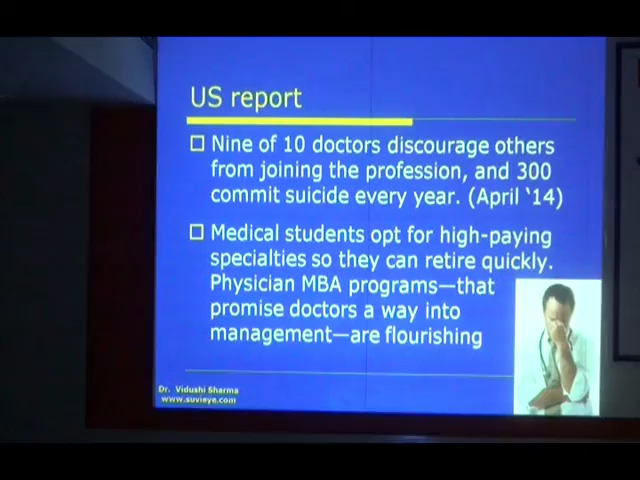 US report
Nine of 10 doctors discourage others
from joining the profession, and 300
commit suicide every year. (April ‘14)
Medical students opt for high-paying
specialties so they can retire quickly.
Physician MBA programs—that
promise doctors a way into
management—are flourishing
Dr. Vidushi Sharma
www.suvieye.com